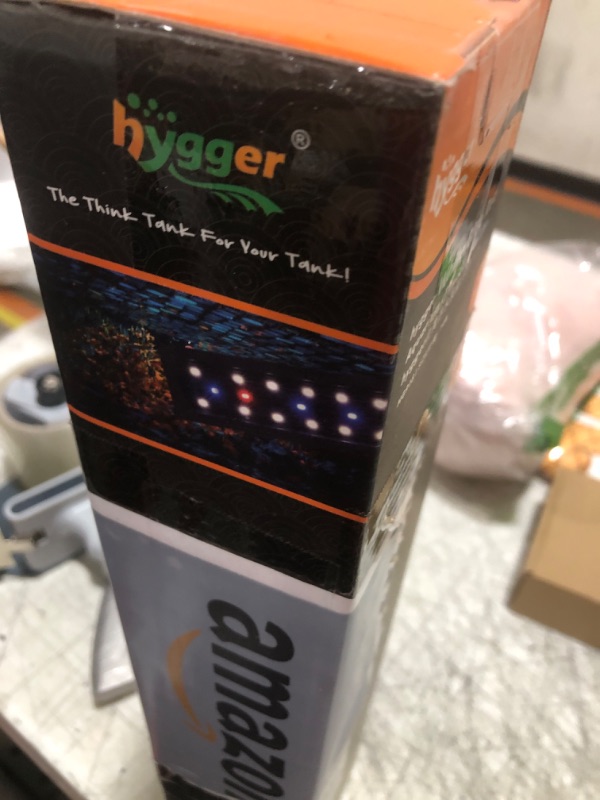 hygger®
The Think Tank For Your Tank!
amazon